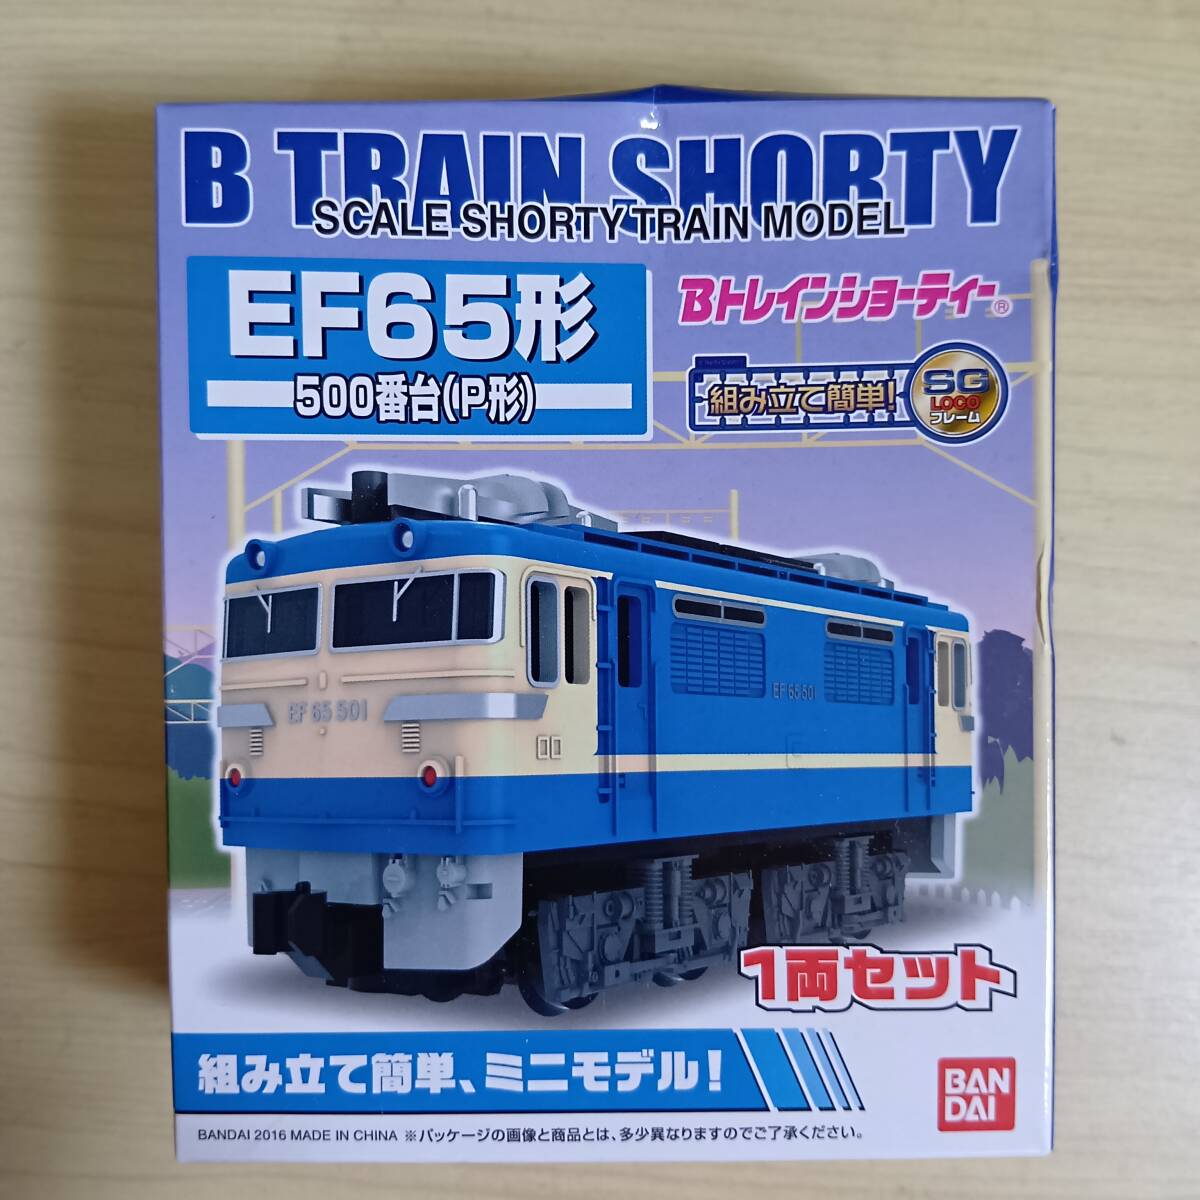 B TRAIN SHORTY
SCALE SHORTY TRAIN MODEL
EF65形
500番台(P形)
Bトレインショーティー®
組み立て簡単!
SG
LOCO
フレーム
EF 65 501
EF 65 501
1両セット
組み立て簡単、ミニモデル!
BAN
DAI
BANDAI 2016 MADE IN CHINA ※パッケージの画像と商品とは、多少異なりますのでご了承ください。